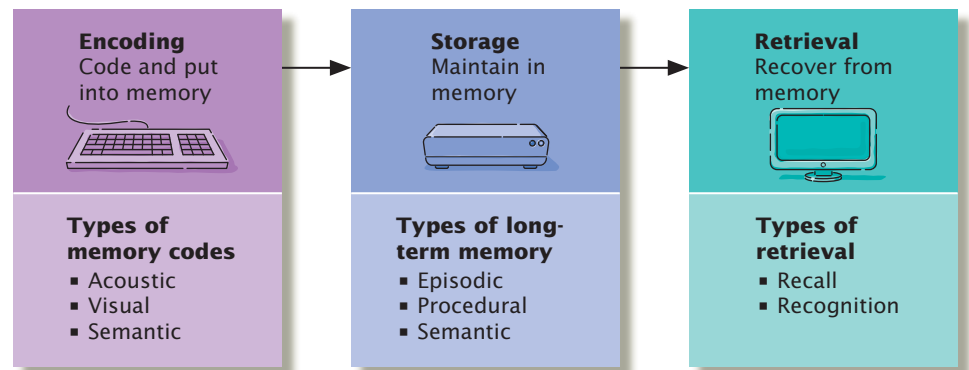 Encoding
Code and put
into memory
Types of
memory codes
▪ Acoustic
▪ Visual
▪ Semantic
Storage
Maintain in
memory
Types of long-
term memory
▪ Episodic
▪ Procedural
▪ Semantic
Retrieval
Recover from
memory
Types of
retrieval
▪ Recall
▪ Recognition